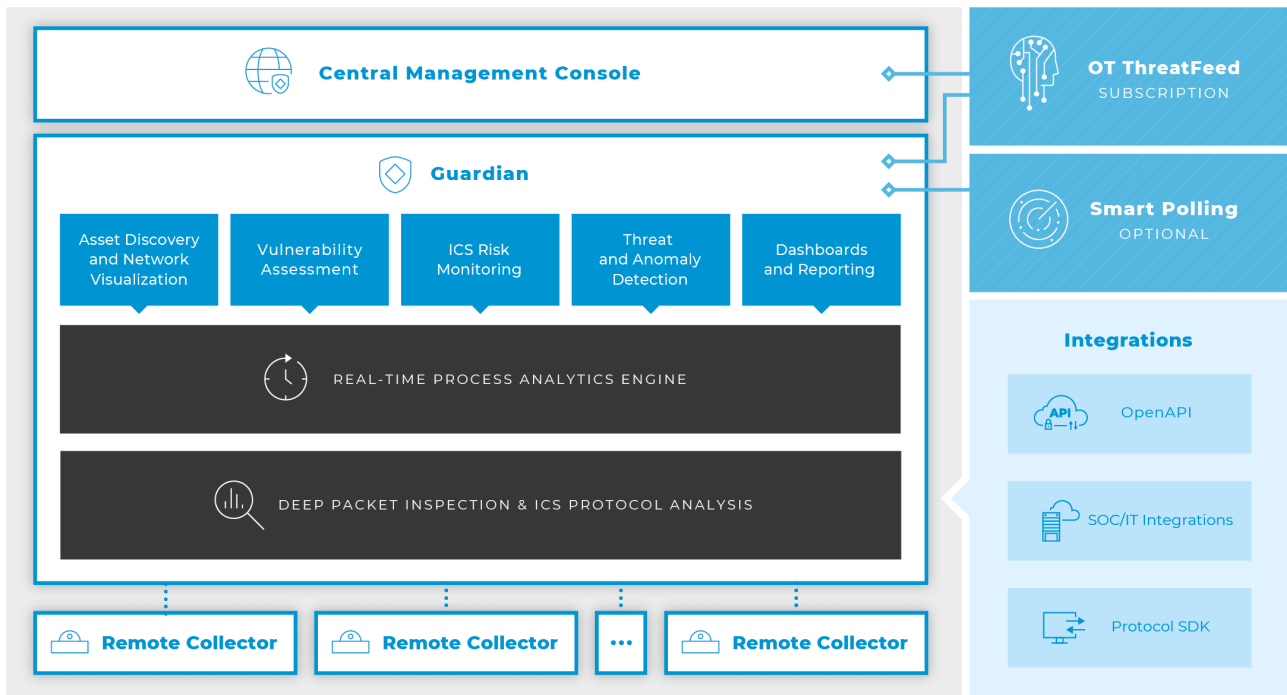 Central Management Console
OT ThreatFeed
SUBSCRIPTION
Guardian
Smart Polling
OPTIONAL
Asset Discovery
and Network
Visualization
Vulnerability
Assessment
ICS Risk
Monitoring
Threat
and Anomaly
Detection
Dashboards
and Reporting
REAL-TIME PROCESS ANALYTICS ENGINE
DEEP PACKET INSPECTION & ICS PROTOCOL ANALYSIS
Remote Collector
Remote Collector
...
Remote Collector
Integrations
API
OpenAPI
SOC/IT Integrations
Protocol SDK